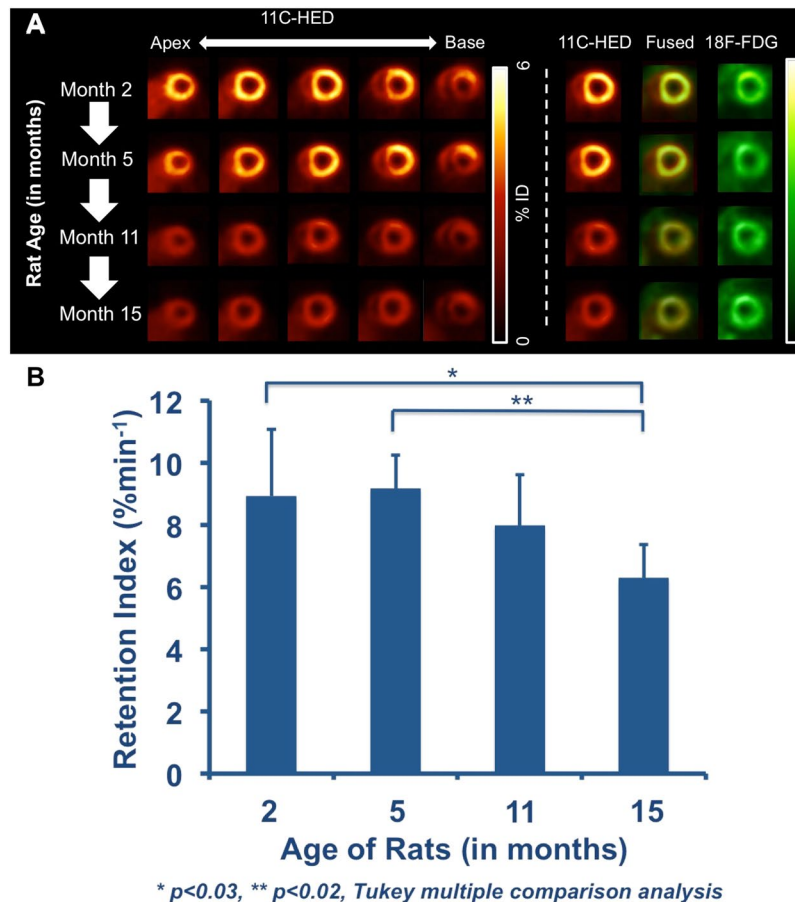 A
11C-HED
Apex
Base
11C-HED
Fused
18F-FDG
Rat Age (in months)
Month 2
Month 5
Month 11
Month 15
6
% ID
0
B
*
**
Retention Index (%min-1)
12
10
8
6
4
2
0
2 5 11 15
Age of Rats (in months)
* p<0.03, ** p<0.02, Tukey multiple comparison analysis